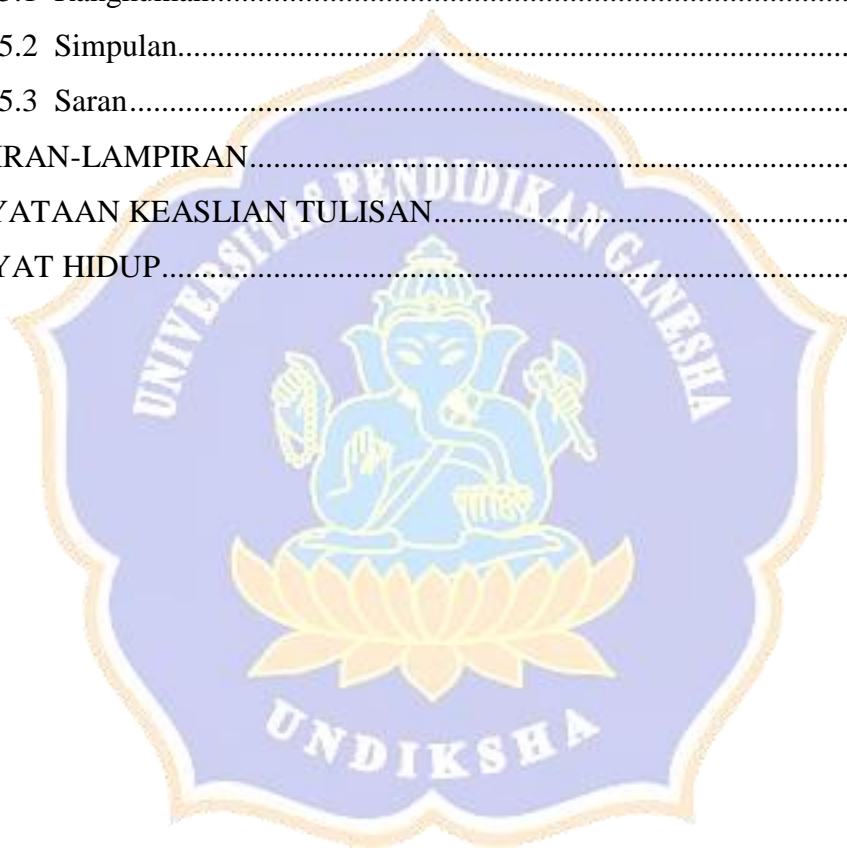 5.2 Simpulan....................................................................................
5.3 Saran..........................................................................................
IRAN-LAMPIRAN...........................................................................
YATAAN KEASLIAN TULISAN....................................................
YAT HIDUP.....................................................................................
UNIVERSITAS PENDIDIKAN GANESHA
UNDIKSHA